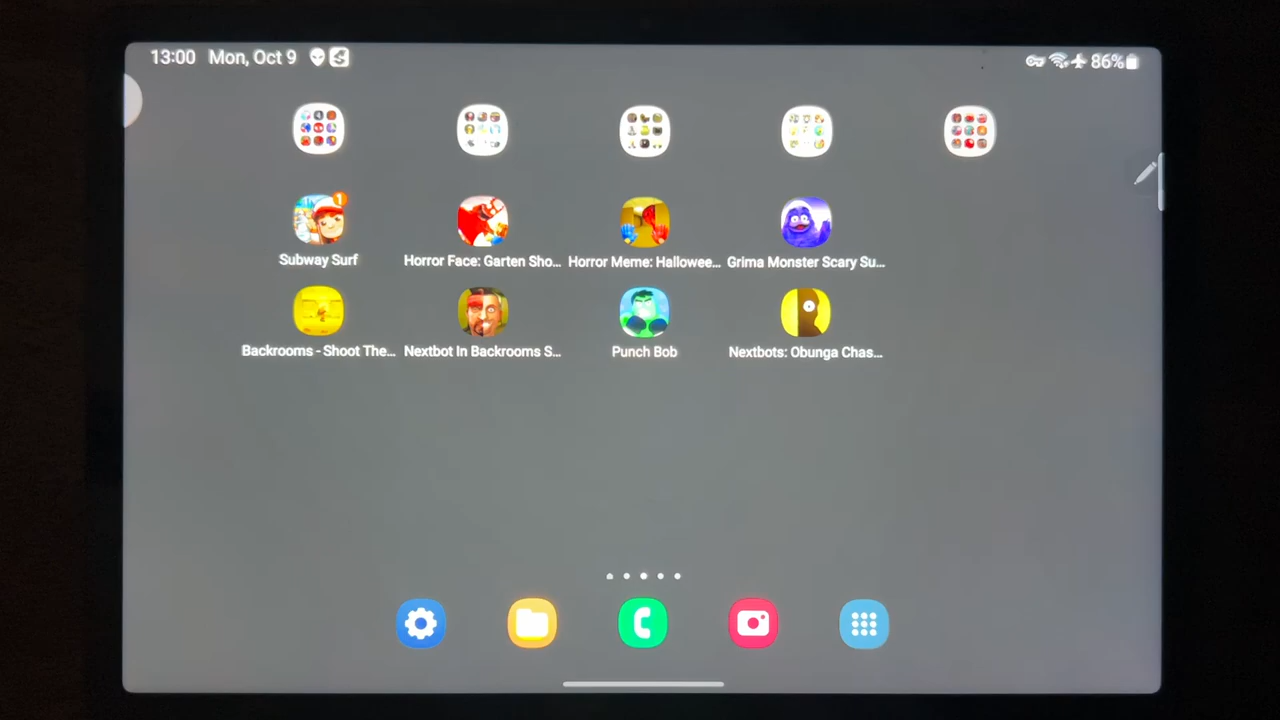 13:00 Mon, Oct 9
86%
1
Subway Surf
Horror Face: Garten Sho...
Horror Meme: Hallowee...
Grima Monster Scary Su...
Backrooms - Shoot The...
Nextbot In Backrooms S...
Punch Bob
Nextbots: Obunga Chas...